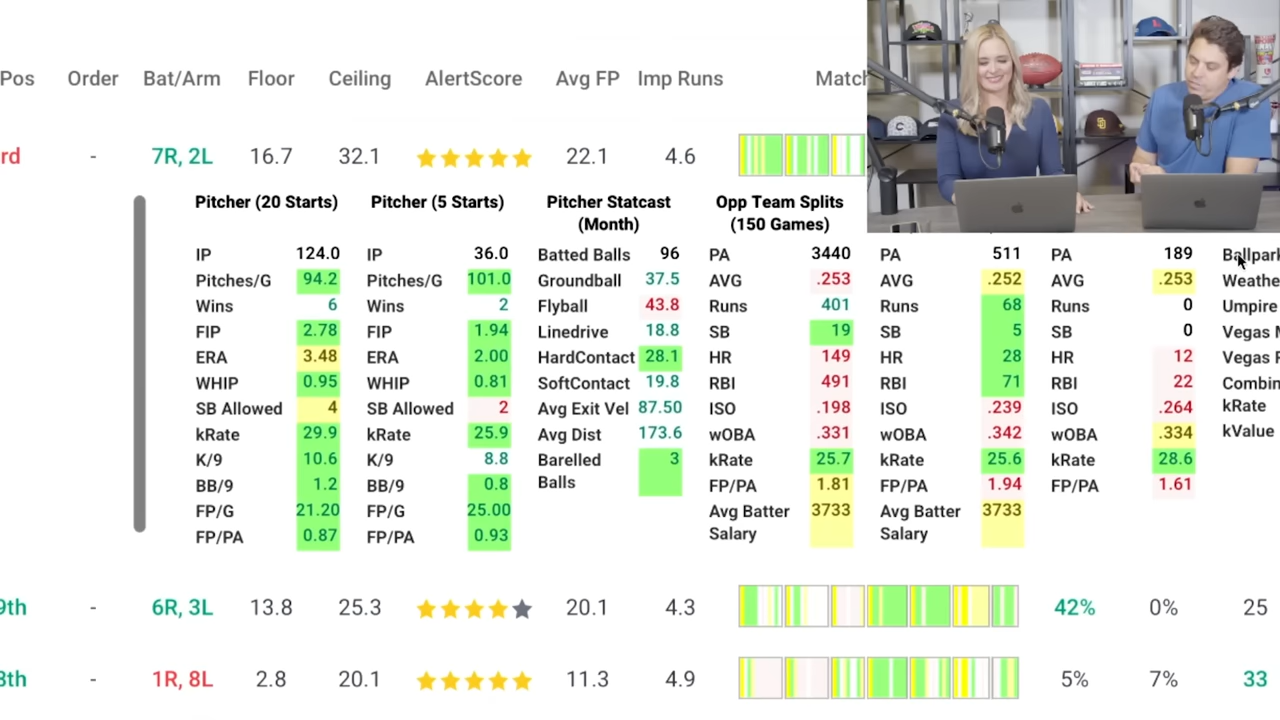 Pos Order Bat/Arm Floor Ceiling AlertScore Avg FP Imp Runs Match
rd - 7R, 2L 16.7 32.1 22.1 4.6
Pitcher (20 Starts)
IP 124.0
Pitches/G 94.2
Wins 6
FIP 2.78
ERA 3.48
WHIP 0.95
SB Allowed 4
kRate 29.9
K/9 10.6
BB/9 1.2
FP/G 21.20
FP/PA 0.87
Pitcher (5 Starts)
IP 36.0
Pitches/G 101.0
Wins 2
FIP 1.94
ERA 2.00
WHIP 0.81
SB Allowed 2
kRate 25.9
K/9 8.8
BB/9 0.8
FP/G 25.00
FP/PA 0.93
Pitcher Statcast
(Month)
Batted Balls 96
Groundball 37.5
Flyball 43.8
Linedrive 18.8
HardContact 28.1
SoftContact 19.8
Avg Exit Vel 87.50
Avg Dist 173.6
Barelled 3
Balls
Opp Team Splits
(150 Games)
PA 3440
AVG .253
Runs 401
SB 19
HR 149
RBI 491
ISO .198
wOBA .331
kRate 25.7
FP/PA 1.81
Avg Batter 3733
Salary
PA 511
AVG .252
Runs 68
SB 5
HR 28
RBI 71
ISO .239
wOBA .342
kRate 25.6
FP/PA 1.94
Avg Batter 3733
Salary
PA 189
AVG .253
Runs 0
SB 0
HR 12
RBI 22
ISO .264
wOBA .334
kRate 28.6
FP/PA 1.61
Ballpark
Weathe
Umpire
Vegas
Vegas
Combin
kRate
kValue
9th - 6R, 3L 13.8 25.3 20.1 4.3 42% 0% 25
8th - 1R, 8L 2.8 20.1 11.3 4.9 5% 7% 33